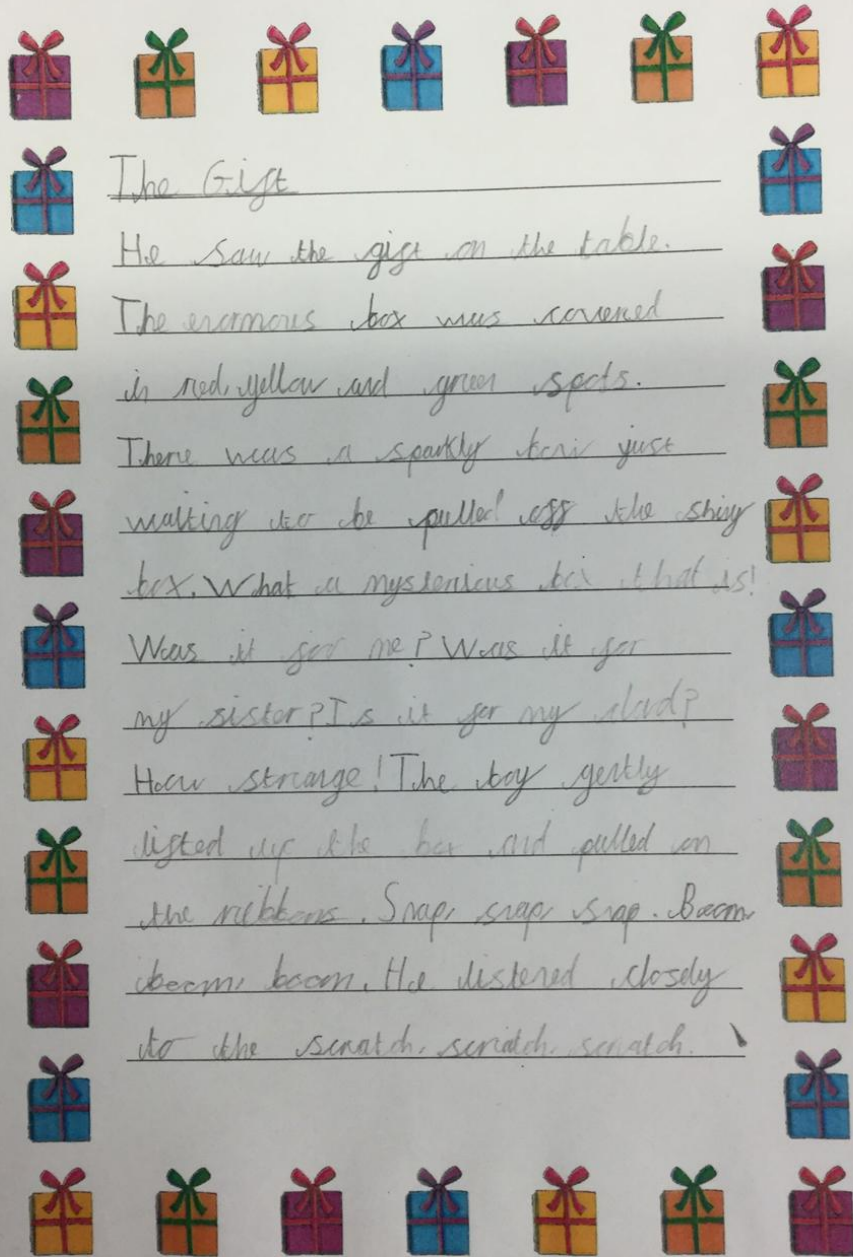 The Gift
He saw the gift on the table.
The enormous box was covered
in red, yellow and green spots.
There was a sparkly bow just
waiting to be pulled off the shiny
box. What a mysterious box that is!
Was it for me? Was it for
my sister? Is it for my dad?
How strange! The boy gently
lifted up the box and pulled on
the ribbons. Snap, snap, snap. Boom,
boom, boom. He listened closely
to the scratch, scratch, scratch.